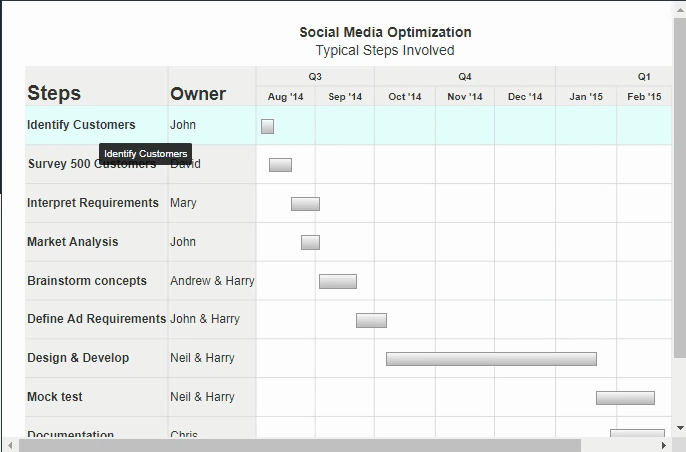 Social Media Optimization
Typical Steps Involved
Steps Owner Q3 Q4 Q1
Aug '14 Sep '14 Oct '14 Nov '14 Dec '14 Jan '15 Feb '15
Identify Customers John
Identify Customers
Survey 500 Customers David
Interpret Requirements Mary
Market Analysis John
Brainstorm concepts Andrew & Harry
Define Ad Requirements John & Harry
Design & Develop Neil & Harry
Mock test Neil & Harry
Documentation Chris